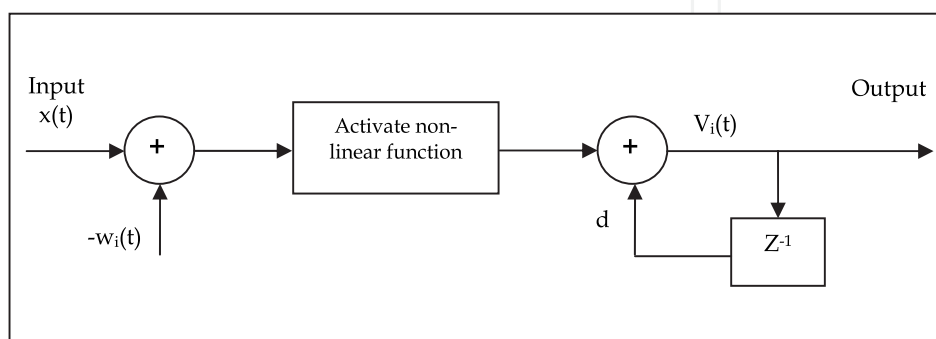 Input
x(t)
+
-wᵢ(t)
Activate non-
linear function
+
d
Vᵢ(t)
Z⁻¹
Output